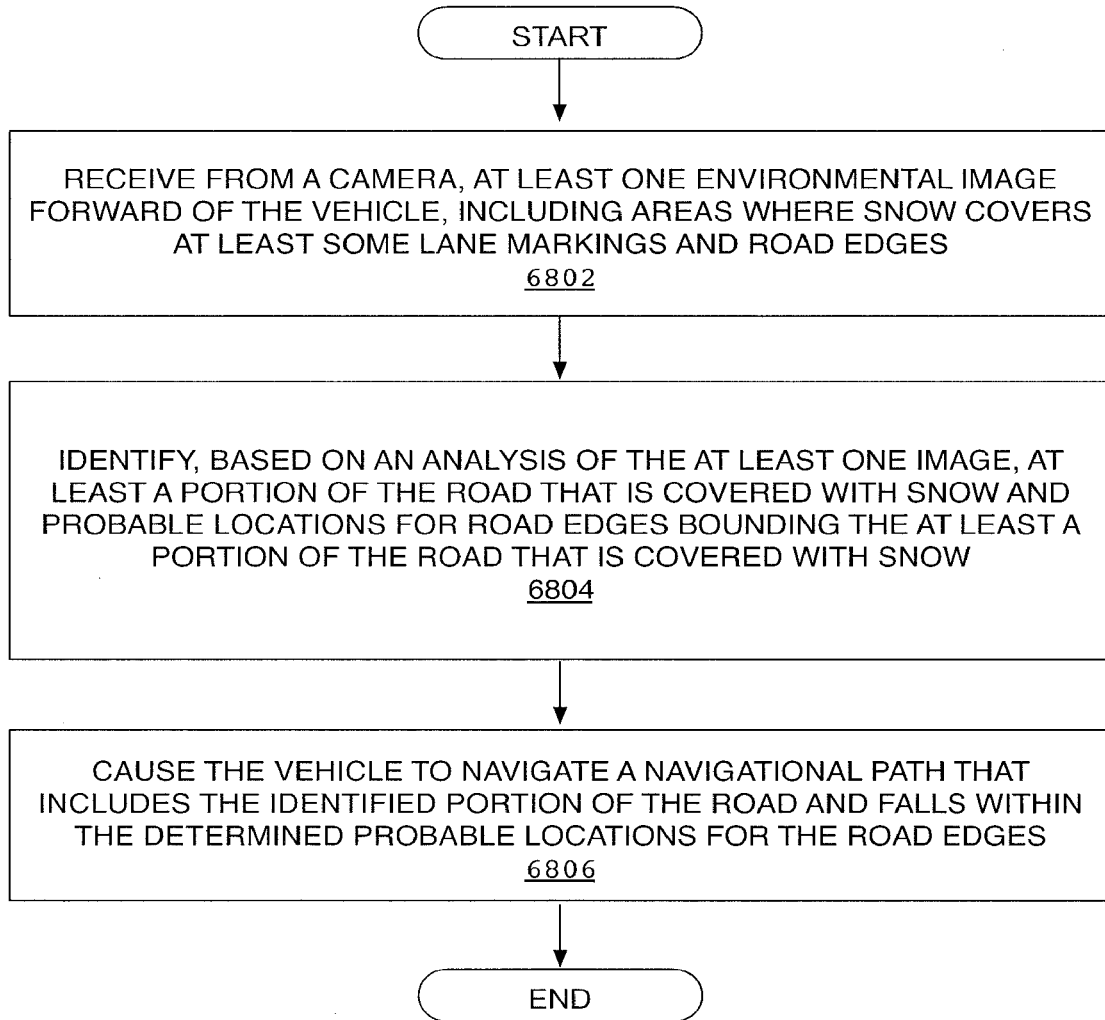 START
RECEIVE FROM A CAMERA, AT LEAST ONE ENVIRONMENTAL IMAGE
FORWARD OF THE VEHICLE, INCLUDING AREAS WHERE SNOW COVERS
AT LEAST SOME LANE MARKINGS AND ROAD EDGES
6802
IDENTIFY, BASED ON AN ANALYSIS OF THE AT LEAST ONE IMAGE, AT
LEAST A PORTION OF THE ROAD THAT IS COVERED WITH SNOW AND
PROBABLE LOCATIONS FOR ROAD EDGES BOUNDING THE AT LEAST A
PORTION OF THE ROAD THAT IS COVERED WITH SNOW
6804
CAUSE THE VEHICLE TO NAVIGATE A NAVIGATIONAL PATH THAT
INCLUDES THE IDENTIFIED PORTION OF THE ROAD AND FALLS WITHIN
THE DETERMINED PROBABLE LOCATIONS FOR THE ROAD EDGES
6806
END